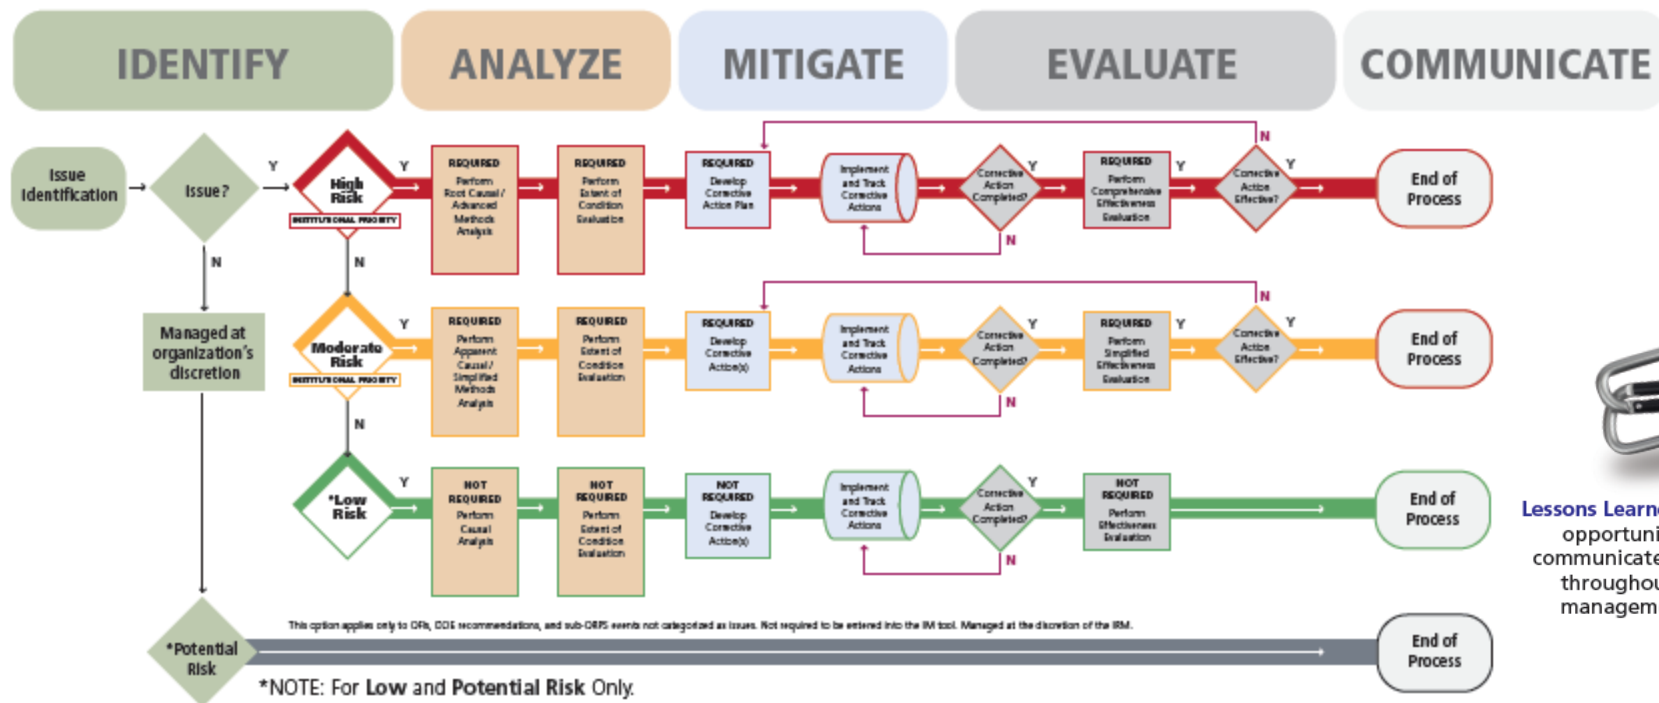 IDENTIFY
ANALYZE
MITIGATE
EVALUATE
COMMUNICATE
Issue
Identification
Issue?
Y
N
Managed at
organization's
discretion
High
Risk
INSTITUTIONAL PRIORITY
Y
N
REQUIRED
Perform
Root Causal /
Advanced
Methods
Analysis
REQUIRED
Perform
Extent of
Condition
Evaluation
REQUIRED
Develop
Corrective
Action Plan
Implement
and Track
Corrective
Actions
Corrective
Action
Completed?
Y
N
REQUIRED
Perform
Comprehensive
Effectiveness
Evaluation
Y
Corrective
Action
Effective?
N
Y
End of
Process
Moderate
Risk
INSTITUTIONAL PRIORITY
Y
N
REQUIRED
Perform
Apparent
Causal /
Simplified
Methods
Analysis
REQUIRED
Perform
Extent of
Condition
Evaluation
REQUIRED
Develop
Corrective
Action(s)
Implement
and Track
Corrective
Actions
Corrective
Action
Completed?
Y
N
REQUIRED
Perform
Simplified
Effectiveness
Evaluation
Y
Corrective
Action
Effective?
N
Y
End of
Process
*Low
Risk
Y
NOT
REQUIRED
Perform
Causal
Analysis
NOT
REQUIRED
Perform
Extent of
Condition
Evaluation
NOT
REQUIRED
Develop
Corrective
Action(s)
Implement
and Track
Corrective
Actions
Corrective
Action
Completed?
Y
N
NOT
REQUIRED
Perform
Effectiveness
Evaluation
End of
Process
Lessons Learne
opportuni
communicate
throughou
managem
*Potential
Risk
This option applies only to OFIs, DOE recommendations, and sub-ORPS events not categorized as issues. Not required to be entered into the IM tool. Managed at the discretion of the IRM.
End of
Process
*NOTE: For Low and Potential Risk Only.